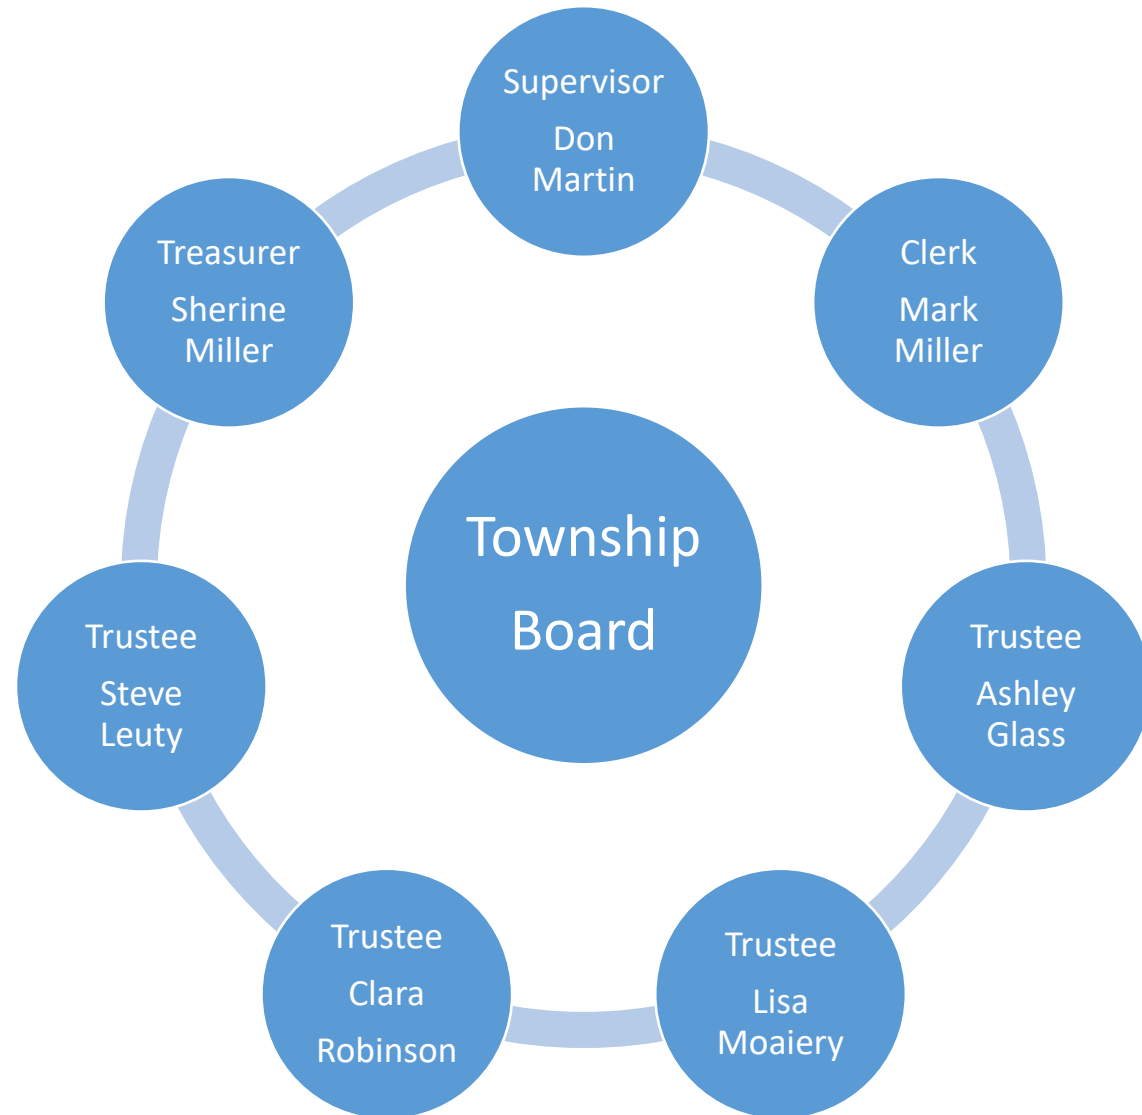 Supervisor
Don
Martin
Clerk
Mark
Miller
Trustee
Ashley
Glass
Trustee
Lisa
Moaiery
Trustee
Clara
Robinson
Trustee
Steve
Leuty
Treasurer
Sherine
Miller
Township
Board